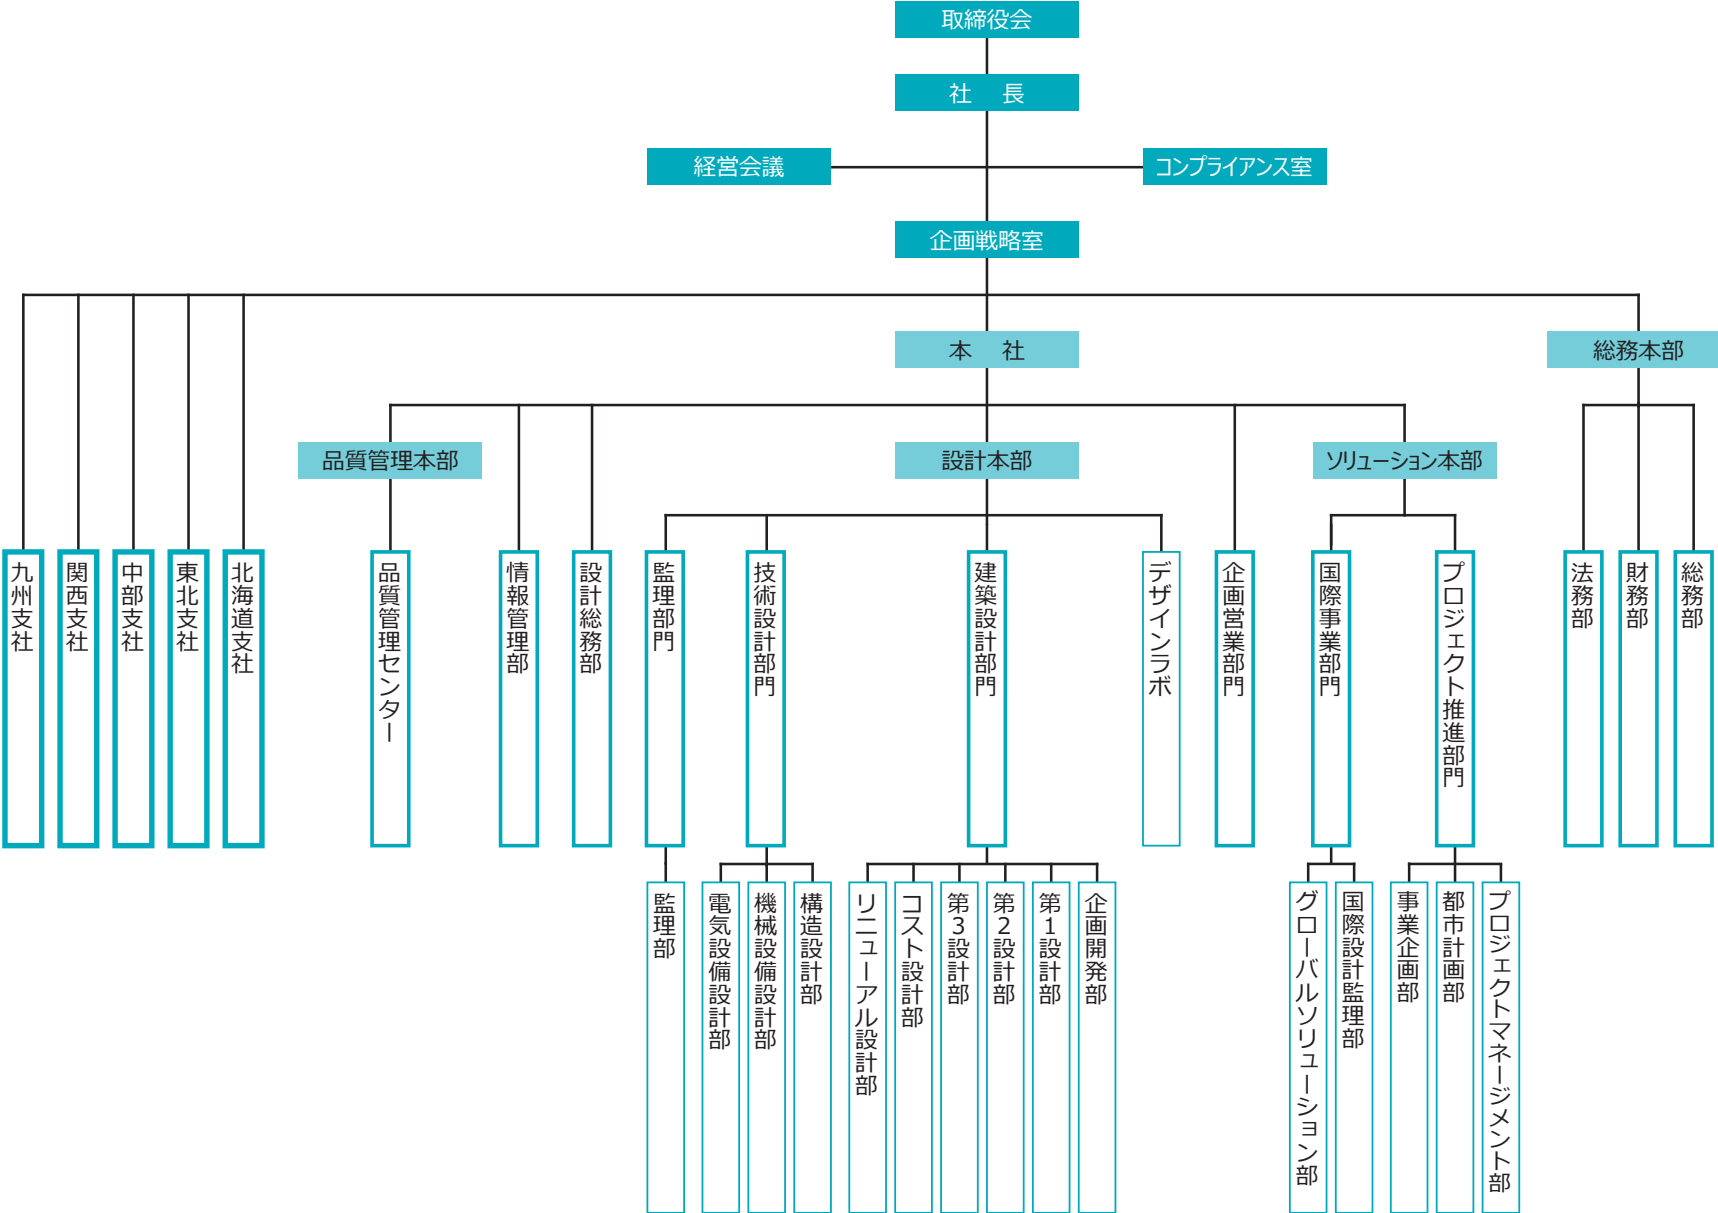 取締役会
社　長
経営会議
コンプライアンス室
企画戦略室
本　社
総務本部
品質管理本部
設計本部
ソリューション本部
九州支社
関西支社
中部支社
東北支社
北海道支社
品質管理センター
情報管理部
設計総務部
監理部門
技術設計部門
建築設計部門
デザインラボ
企画営業部門
国際事業部門
プロジェクト推進部門
法務部
財務部
総務部
監理部
電気設備設計部
機械設備設計部
構造設計部
リニューアル設計部
コスト設計部
第3設計部
第2設計部
第1設計部
企画開発部
グローバルソリューション部
国際設計監理部
事業企画部
都市計画部
プロジェクトマネージメント部